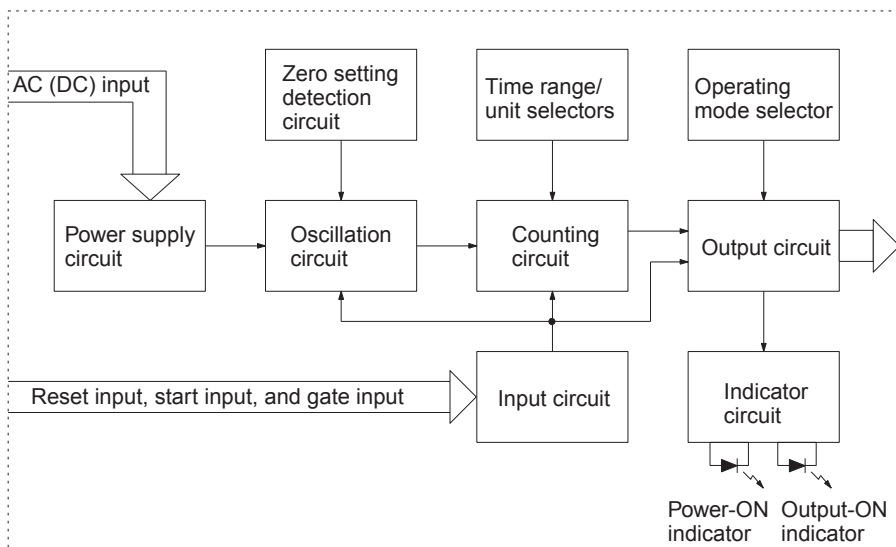 AC (DC) input
Zero setting
detection
circuit
Time range/
unit selectors
Operating
mode selector
Power supply
circuit
Oscillation
circuit
Counting
circuit
Output circuit
Reset input, start input, and gate input
Input circuit
Indicator
circuit
Power-ON
indicator
Output-ON
indicator